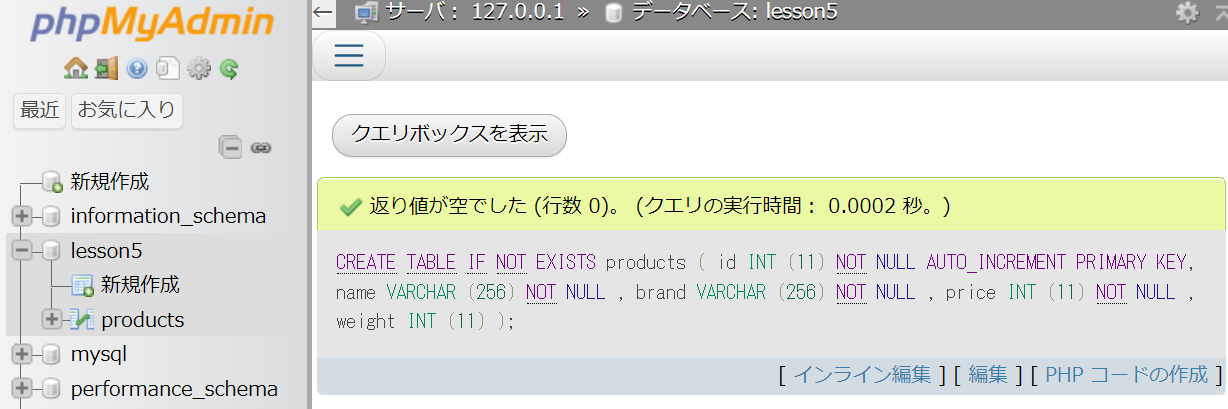 phpMyAdmin
最近 お気に入り
新規作成
information_schema
lesson5
新規作成
products
mysql
performance_schema
サーバ: 127.0.0.1 » データベース: lesson5
クエリボックスを表示
返り値が空でした (行数 0)。 (クエリの実行時間: 0.0002 秒。)
CREATE TABLE IF NOT EXISTS products ( id INT (11) NOT NULL AUTO_INCREMENT PRIMARY KEY,
name VARCHAR (256) NOT NULL , brand VARCHAR (256) NOT NULL , price INT (11) NOT NULL ,
weight INT (11) );
[ インライン編集 ] [ 編集 ] [ PHP コードの作成 ]